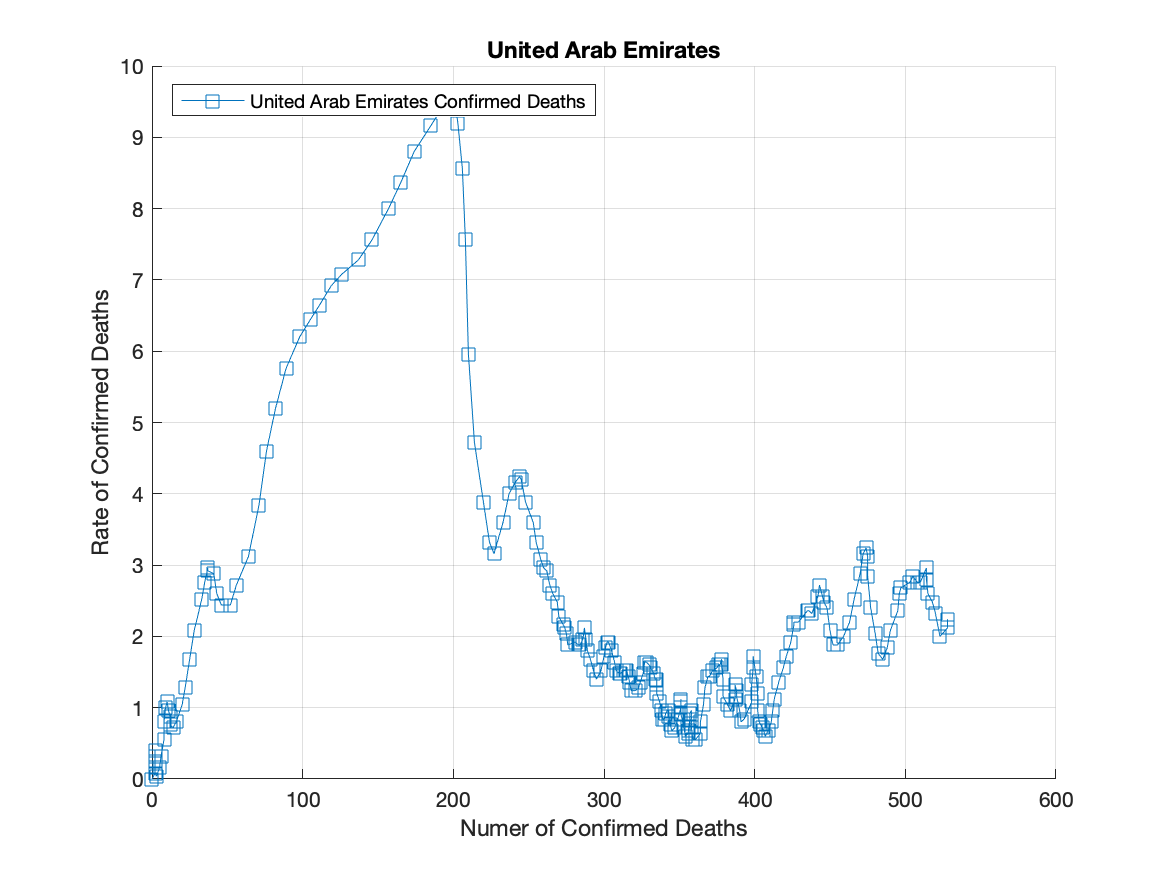 United Arab Emirates
United Arab Emirates Confirmed Deaths
Rate of Confirmed Deaths
10
9
8
7
6
5
4
3
2
1
0
0 100 200 300 400 500 600
Numer of Confirmed Deaths